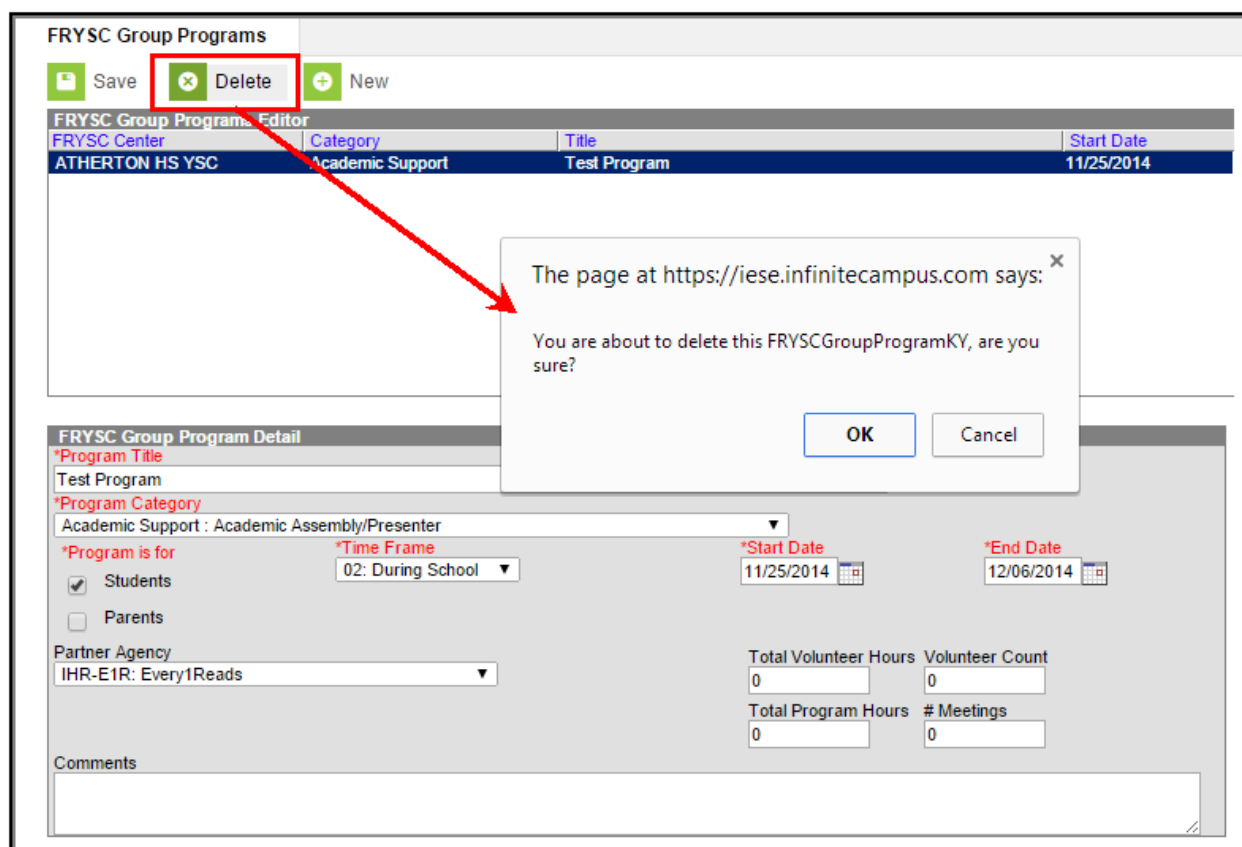 FRYSC Group Programs
Save Delete New
FRYSC Group Programs Editor
FRYSC Center Category Title Start Date
ATHERTON HS YSC Academic Support Test Program 11/25/2014
The page at https://iese.infinitecampus.com says:
You are about to delete this FRYSCGroupProgramKY, are you
sure?
OK Cancel
FRYSC Group Program Detail
*Program Title
Test Program
*Program Category
Academic Support : Academic Assembly/Presenter
*Program is for *Time Frame *Start Date *End Date
Students 02: During School 11/25/2014 12/06/2014
Parents
Partner Agency Total Volunteer Hours Volunteer Count
IHR-E1R: Every1Reads 0 0
Total Program Hours # Meetings
0 0
Comments